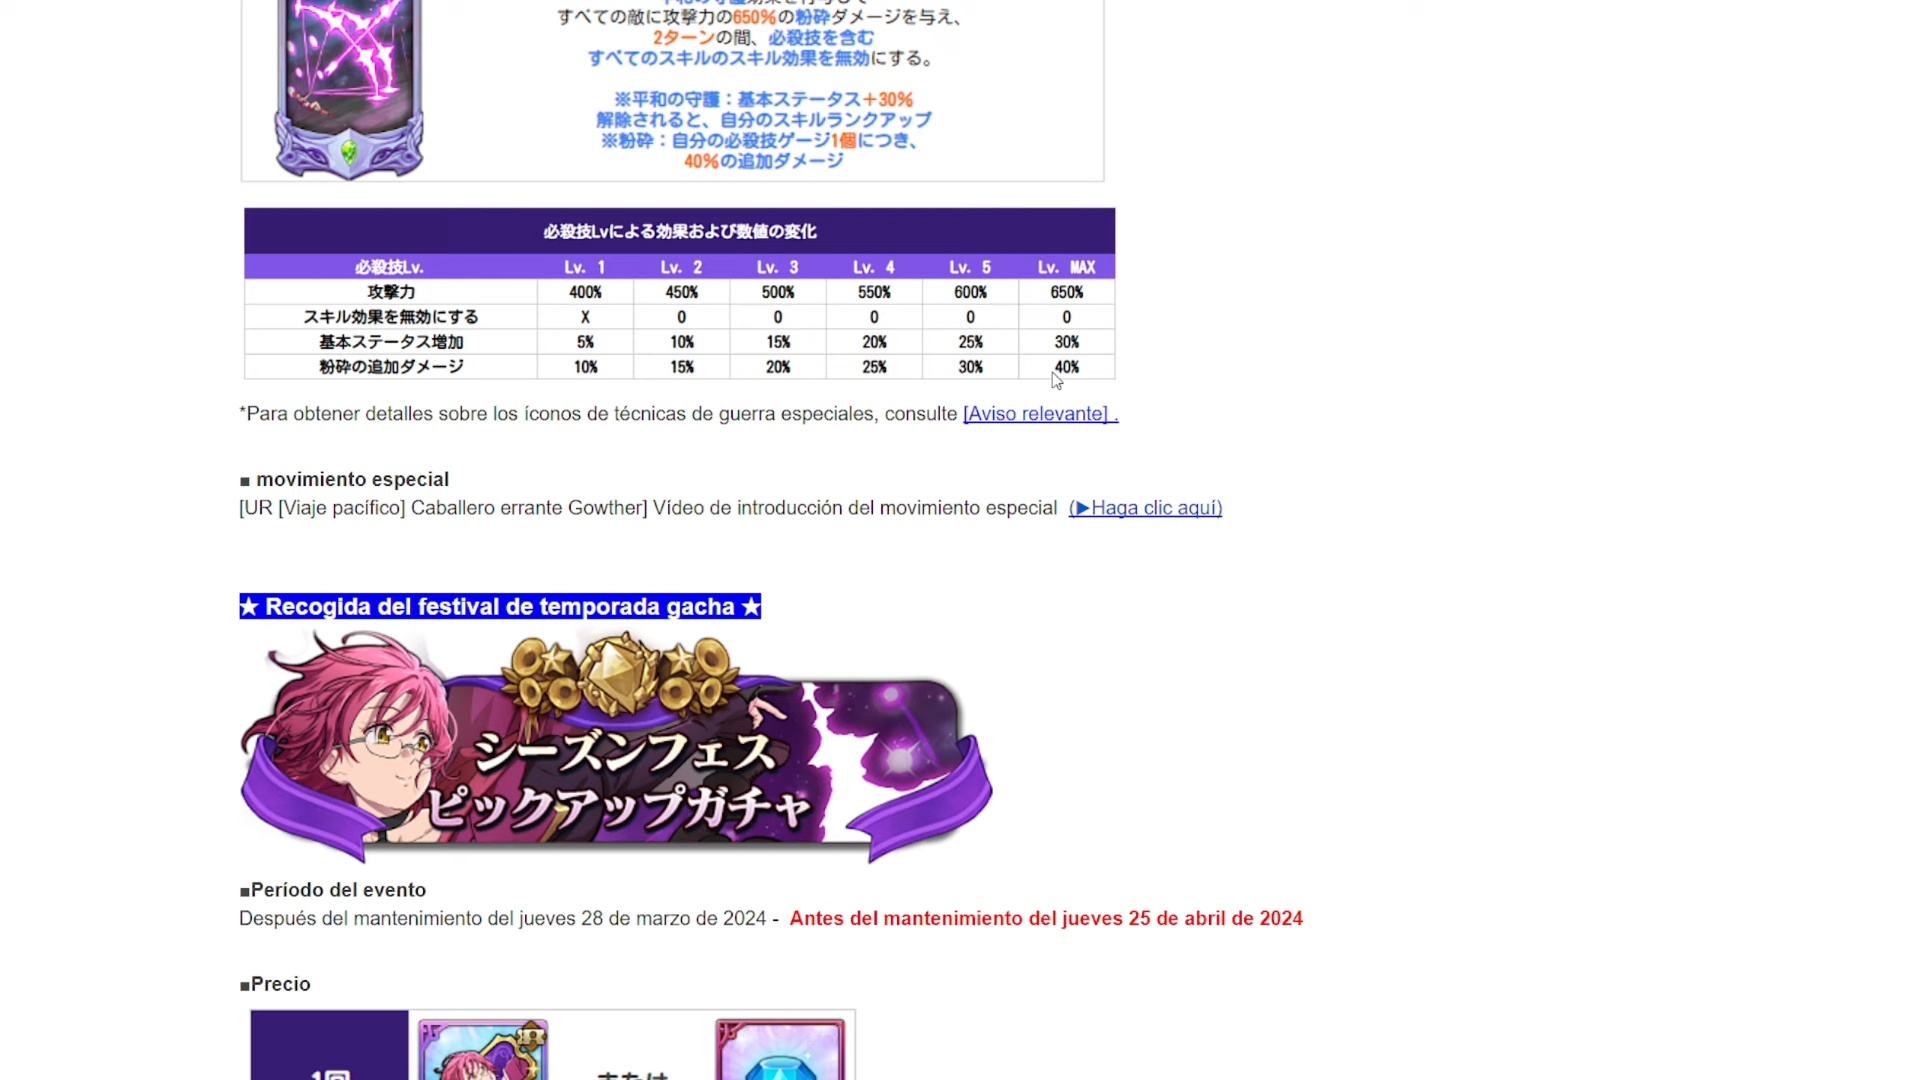 すべての敵に攻撃力の650%の粉砕ダメージを与え、
2ターンの間、必殺技を含む
すべてのスキルのスキル効果を無効にする。
※平和の守護：基本ステータス+30%
解除されると、自分のスキルランクアップ
※粉砕：自分の必殺技ゲージ1個につき、
40%の追加ダメージ
必殺技Lvによる効果および数値の変化
必殺技Lv. Lv. 1 Lv. 2 Lv. 3 Lv. 4 Lv. 5 Lv. MAX
攻撃力 400% 450% 500% 550% 600% 650%
スキル効果を無効にする X O O O O O
基本ステータス増加 5% 10% 15% 20% 25% 30%
粉砕の追加ダメージ 10% 15% 20% 25% 30% 40%
*Para obtener detalles sobre los íconos de técnicas de guerra especiales, consulte [Aviso relevante] .
■ movimiento especial
[UR [Viaje pacífico] Caballero errante Gowther] Vídeo de introducción del movimiento especial (▶Haga clic aquí)
★ Recogida del festival de temporada gacha ★
シーズンフェス
ピックアップガチャ
■Período del evento
Después del mantenimiento del jueves 28 de marzo de 2024 - Antes del mantenimiento del jueves 25 de abril de 2024
■Precio